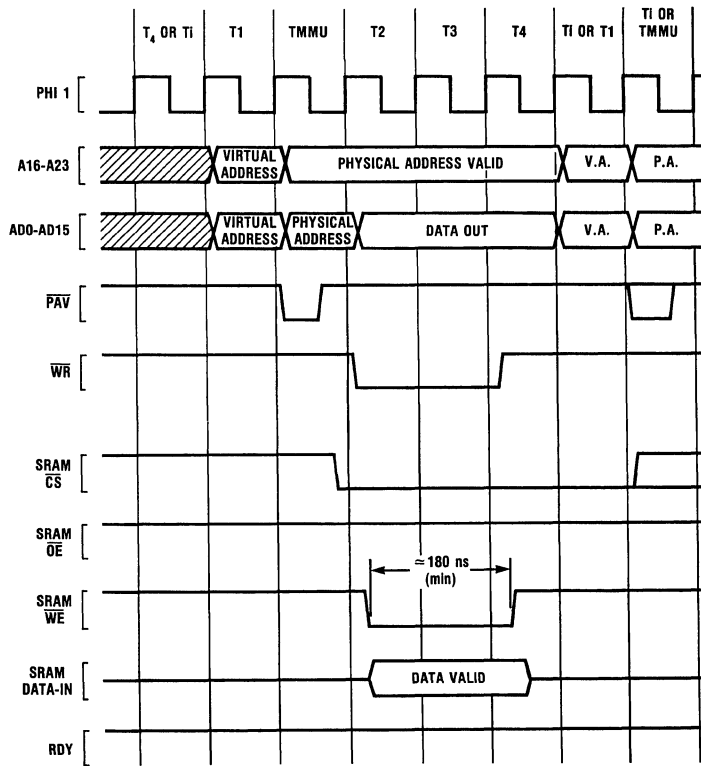 T4 OR Ti T1 TMMU T2 T3 T4 Ti OR T1 Ti OR
TMMU
PHI 1
A16-A23 VIRTUAL
ADDRESS PHYSICAL ADDRESS VALID V.A. P.A.
AD0-AD15 VIRTUAL
ADDRESS PHYSICAL
ADDRESS DATA OUT V.A. P.A.
PAV
WR
SRAM
CS
SRAM
OE
≃180 ns
(min)
SRAM
WE
SRAM
DATA-IN DATA VALID
RDY